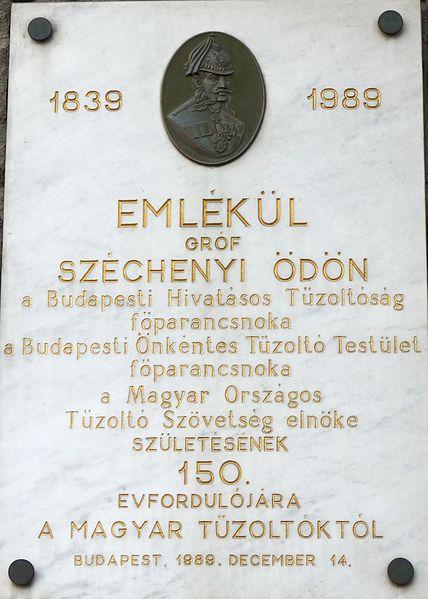 1839 1989
EMLÉKÜL
GRÓF
SZÉCHENYI ÖDÖN
a Budapesti Hivatásos Tűzoltóság
főparancsnoka
a Budapesti Önkéntes Tűzoltó Testület
főparancsnoka
a Magyar Országos
Tűzoltó Szövetség elnöke
SZÜLETÉSÉNEK
150.
ÉVFORDULÓJÁRA
A MAGYAR TŰZOLTÓKTÓL
BUDAPEST, 1989. DECEMBER 14.